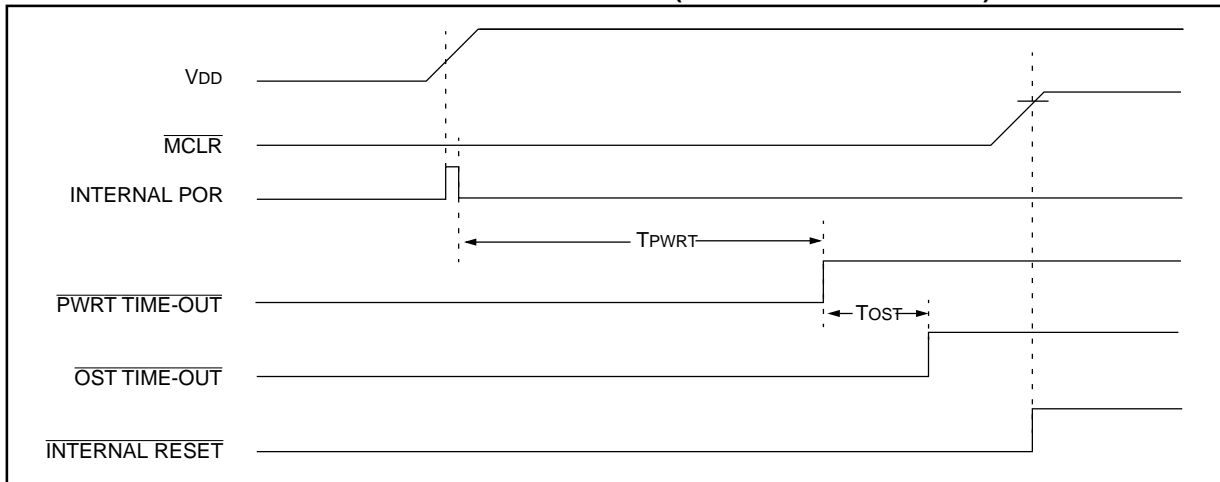 VDD
MCLR
INTERNAL POR
TPWRT
PWRT TIME-OUT
TOST
OST TIME-OUT
INTERNAL RESET